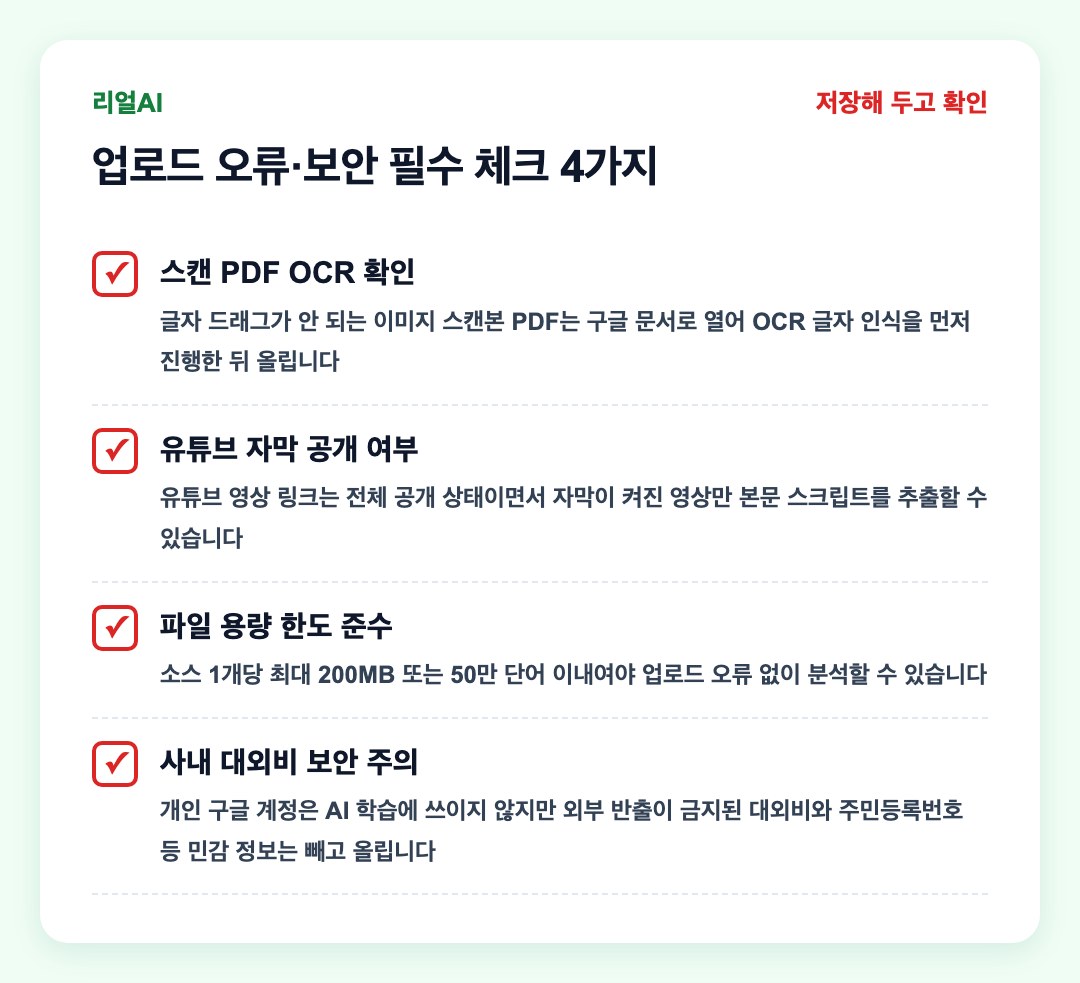 리얼AI
저장해 두고 확인
업로드 오류·보안 필수 체크 4가지
스캔 PDF OCR 확인
글자 드래그가 안 되는 이미지 스캔본 PDF는 구글 문서로 열어 OCR 글자 인식을 먼저
진행한 뒤 올립니다
유튜브 자막 공개 여부
유튜브 영상 링크는 전체 공개 상태이면서 자막이 켜진 영상만 본문 스크립트를 추출할 수
있습니다
파일 용량 한도 준수
소스 1개당 최대 200MB 또는 50만 단어 이내여야 업로드 오류 없이 분석할 수 있습니다
사내 대외비 보안 주의
개인 구글 계정은 AI 학습에 쓰이지 않지만 외부 반출이 금지된 대외비와 주민등록번호
등 민감 정보는 빼고 올립니다